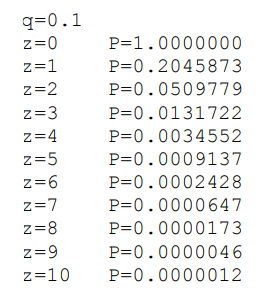 q=0.1
z=0 P=1.0000000
z=1 P=0.2045873
z=2 P=0.0509779
z=3 P=0.0131722
z=4 P=0.0034552
z=5 P=0.0009137
z=6 P=0.0002428
z=7 P=0.0000647
z=8 P=0.0000173
z=9 P=0.0000046
z=10 P=0.0000012